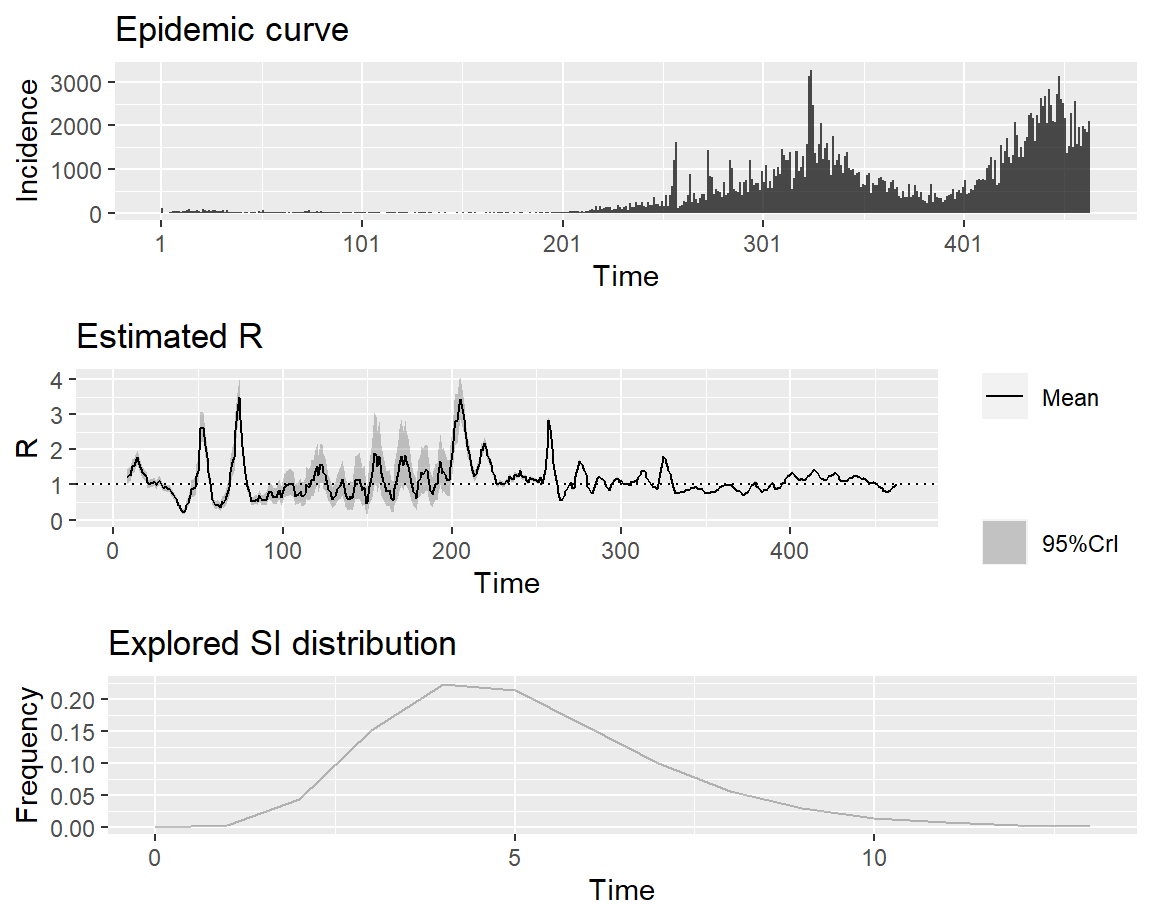 Epidemic curve
3000
2000
1000
0
Incidence
1 101 201 301 401
Time
Estimated R
4
3
2
1
0
R
0 100 200 300 400
Time
Mean
95%CrI
Explored SI distribution
0.20
0.15
0.10
0.05
0.00
Frequency
0 5 10
Time